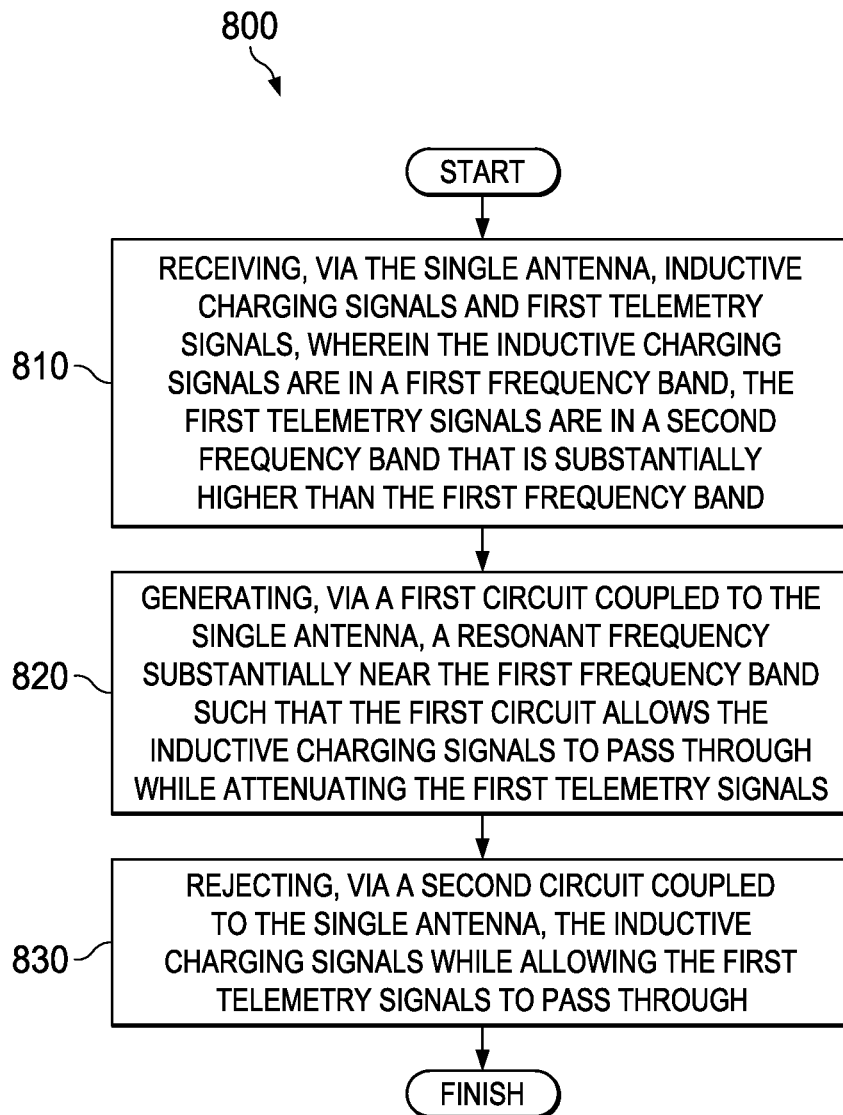 800
START
810
RECEIVING, VIA THE SINGLE ANTENNA, INDUCTIVE
CHARGING SIGNALS AND FIRST TELEMETRY
SIGNALS, WHEREIN THE INDUCTIVE CHARGING
SIGNALS ARE IN A FIRST FREQUENCY BAND, THE
FIRST TELEMETRY SIGNALS ARE IN A SECOND
FREQUENCY BAND THAT IS SUBSTANTIALLY
HIGHER THAN THE FIRST FREQUENCY BAND
820
GENERATING, VIA A FIRST CIRCUIT COUPLED TO THE
SINGLE ANTENNA, A RESONANT FREQUENCY
SUBSTANTIALLY NEAR THE FIRST FREQUENCY BAND
SUCH THAT THE FIRST CIRCUIT ALLOWS THE
INDUCTIVE CHARGING SIGNALS TO PASS THROUGH
WHILE ATTENUATING THE FIRST TELEMETRY SIGNALS
830
REJECTING, VIA A SECOND CIRCUIT COUPLED
TO THE SINGLE ANTENNA, THE INDUCTIVE
CHARGING SIGNALS WHILE ALLOWING THE FIRST
TELEMETRY SIGNALS TO PASS THROUGH
FINISH